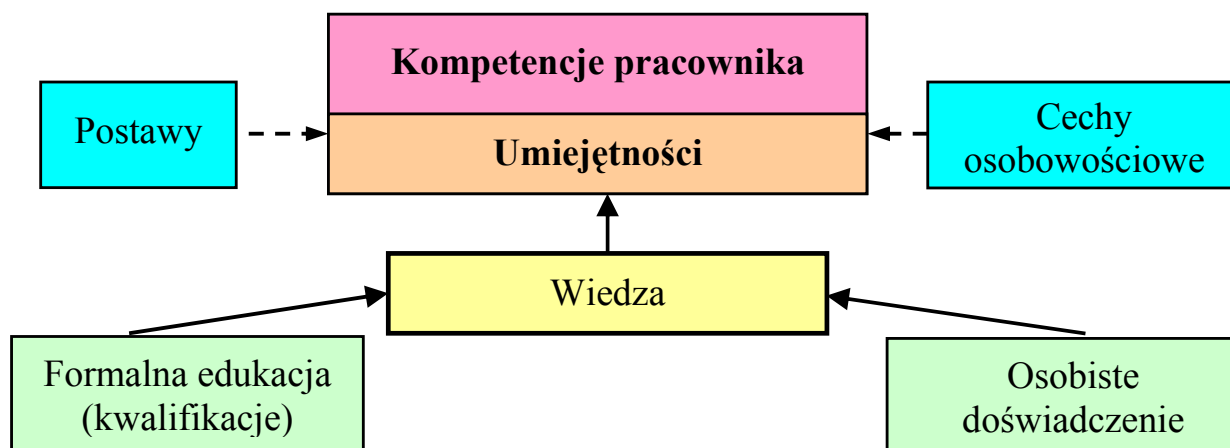 Kompetencje pracownika
Postawy
Umiejętności
Cechy
osobowościowe
Wiedza
Formalna edukacja
(kwalifikacje)
Osobiste
doświadczenie